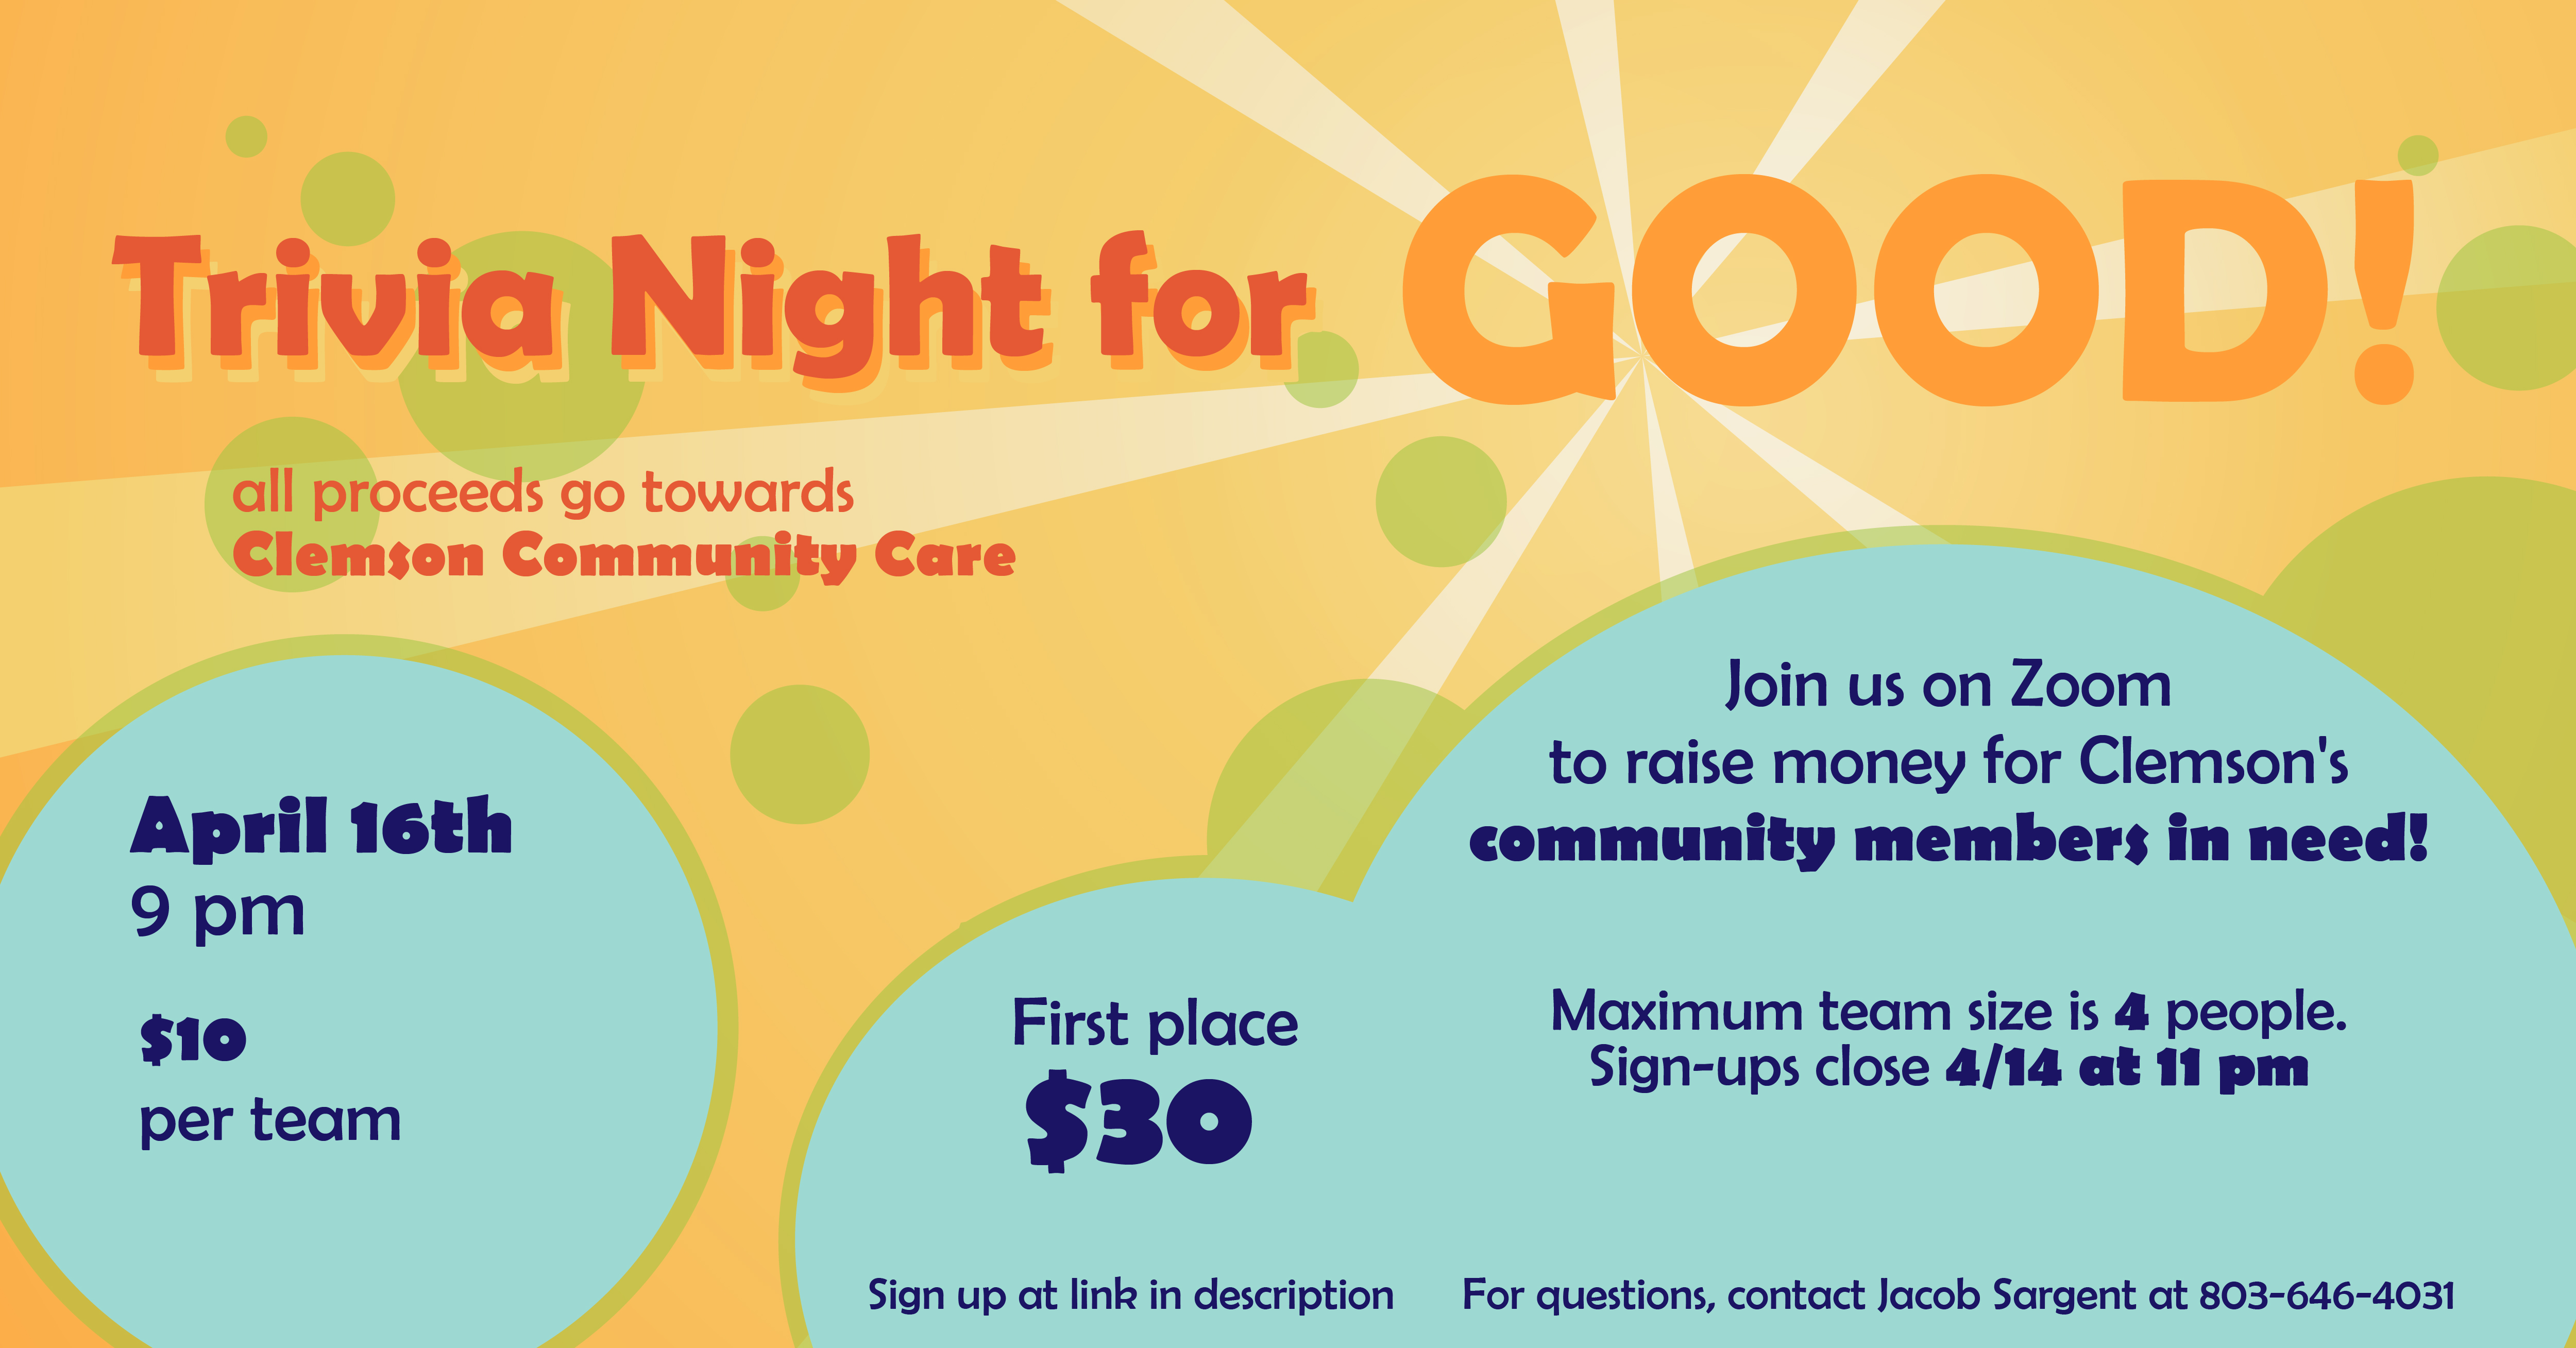 Trivia Night for GOOD!
all proceeds go towards
Clemson Community Care
April 16th
9 pm
$10
per team
First place
$30
Join us on Zoom
to raise money for Clemson's
community members in need!
Maximum team size is 4 people.
Sign-ups close 4/14 at 11 pm
Sign up at link in description
For questions, contact Jacob Sargent at 803-646-4031